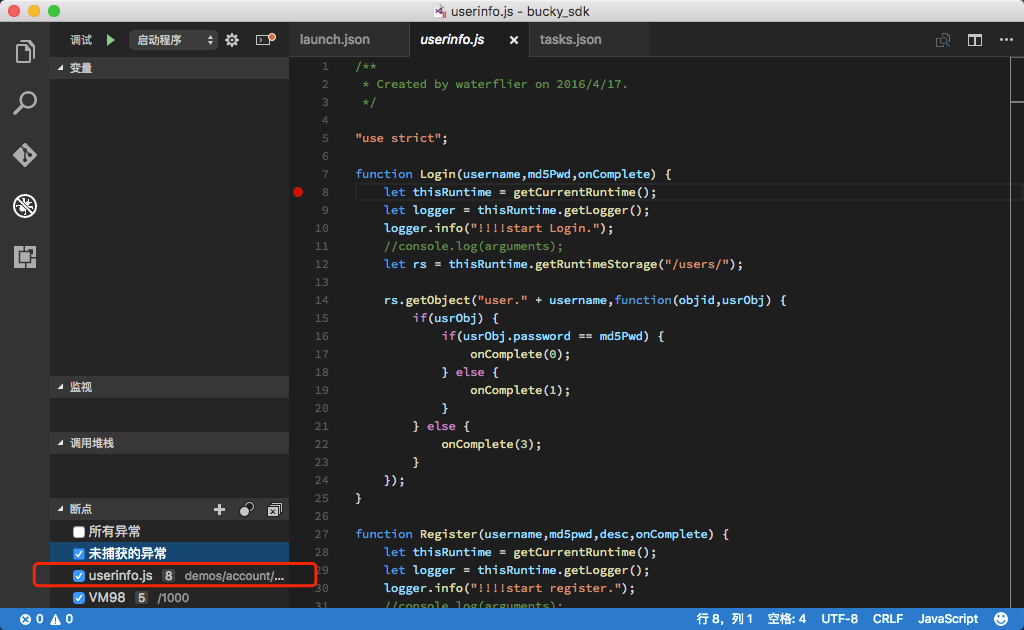 userinfo.js - bucky_sdk
调试 启动程序
launch.json userinfo.js × tasks.json
变量
监视
调用堆栈
断点
所有异常
未捕获的异常
userinfo.js 8 demos/account/...
VM98 5 /1000
1 /**
2  * Created by waterflier on 2016/4/17.
3  */
4
5 "use strict";
6
7 function Login(username,md5Pwd,onComplete) {
8     let thisRuntime = getCurrentRuntime();
9     let logger = thisRuntime.getLogger();
10     logger.info("!!!!start Login.");
11     //console.log(arguments);
12     let rs = thisRuntime.getRuntimeStorage("/users/");
13
14     rs.getObject("user." + username,function(objid,usrObj) {
15         if(usrObj) {
16             if(usrObj.password == md5Pwd) {
17                 onComplete(0);
18             } else {
19                 onComplete(1);
20             }
21         } else {
22             onComplete(3);
23         }
24     });
25 }
26
27 function Register(username,md5pwd,desc,onComplete) {
28     let thisRuntime = getCurrentRuntime();
29     let logger = thisRuntime.getLogger();
30     logger.info("!!!!start register.");
31     //console.log(arguments);
0 0 行 8，列 1 空格: 4 UTF-8 CRLF JavaScript